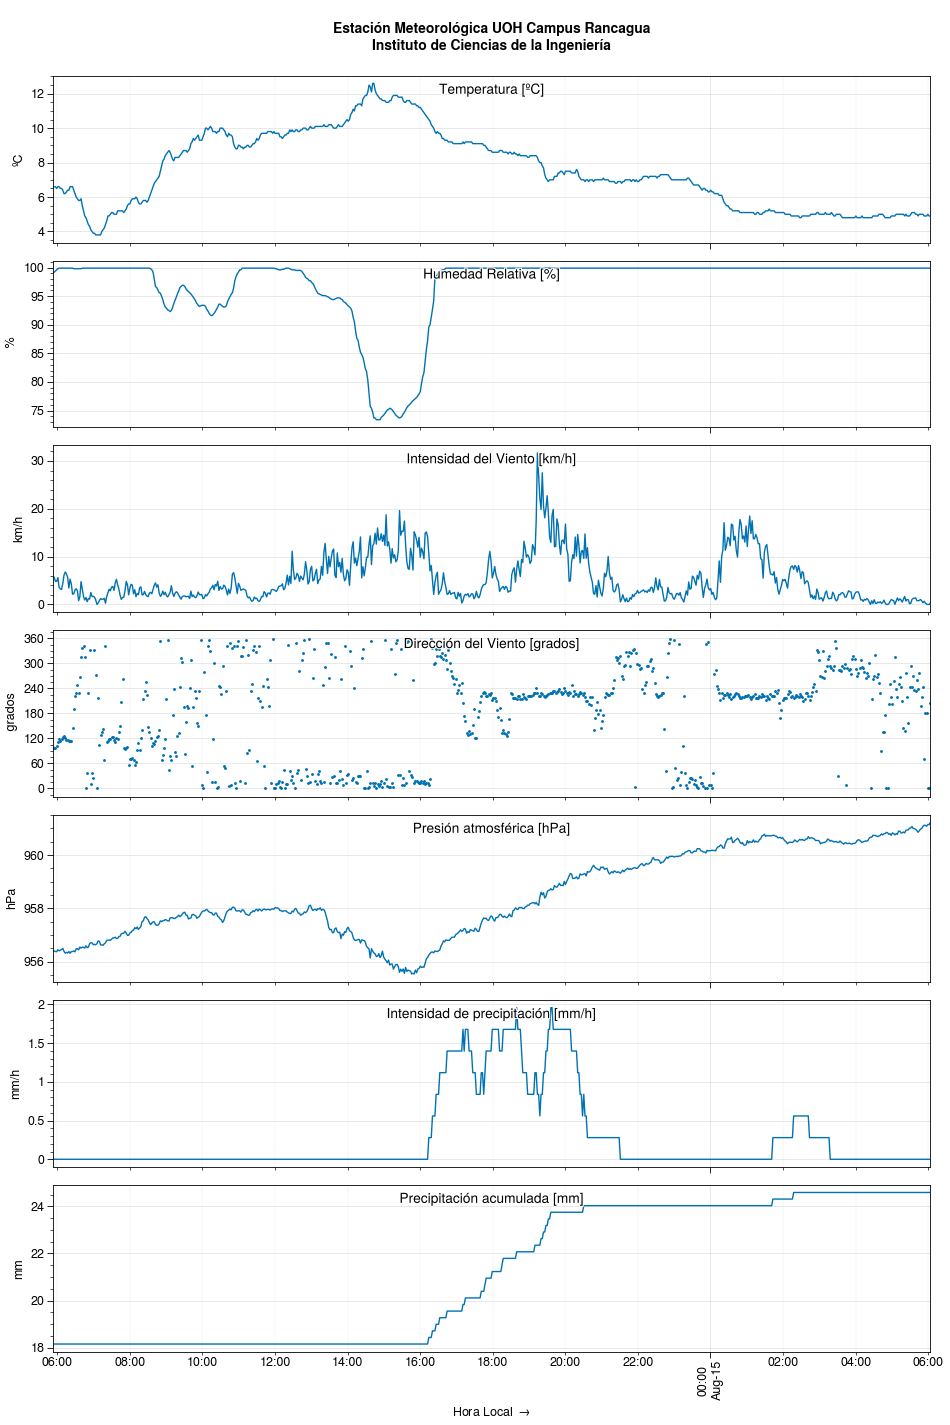 Estación Meteorológica UOH Campus Rancagua
Instituto de Ciencias de la Ingeniería
Temperatura [ºC]
12
10
8
6
4
ºC
Humedad Relativa [%]
100
95
90
85
80
75
%
Intensidad del Viento [km/h]
30
20
10
0
km/h
Dirección del Viento [grados]
360
300
240
180
120
60
0
grados
Presión atmosférica [hPa]
960
958
956
hPa
Intensidad de precipitación [mm/h]
2
1.5
1
0.5
0
mm/h
Precipitación acumulada [mm]
24
22
20
18
mm
06:00 08:00 10:00 12:00 14:00 16:00 18:00 20:00 22:00 00:00 02:00 04:00 06:00
Aug-15
Hora Local →